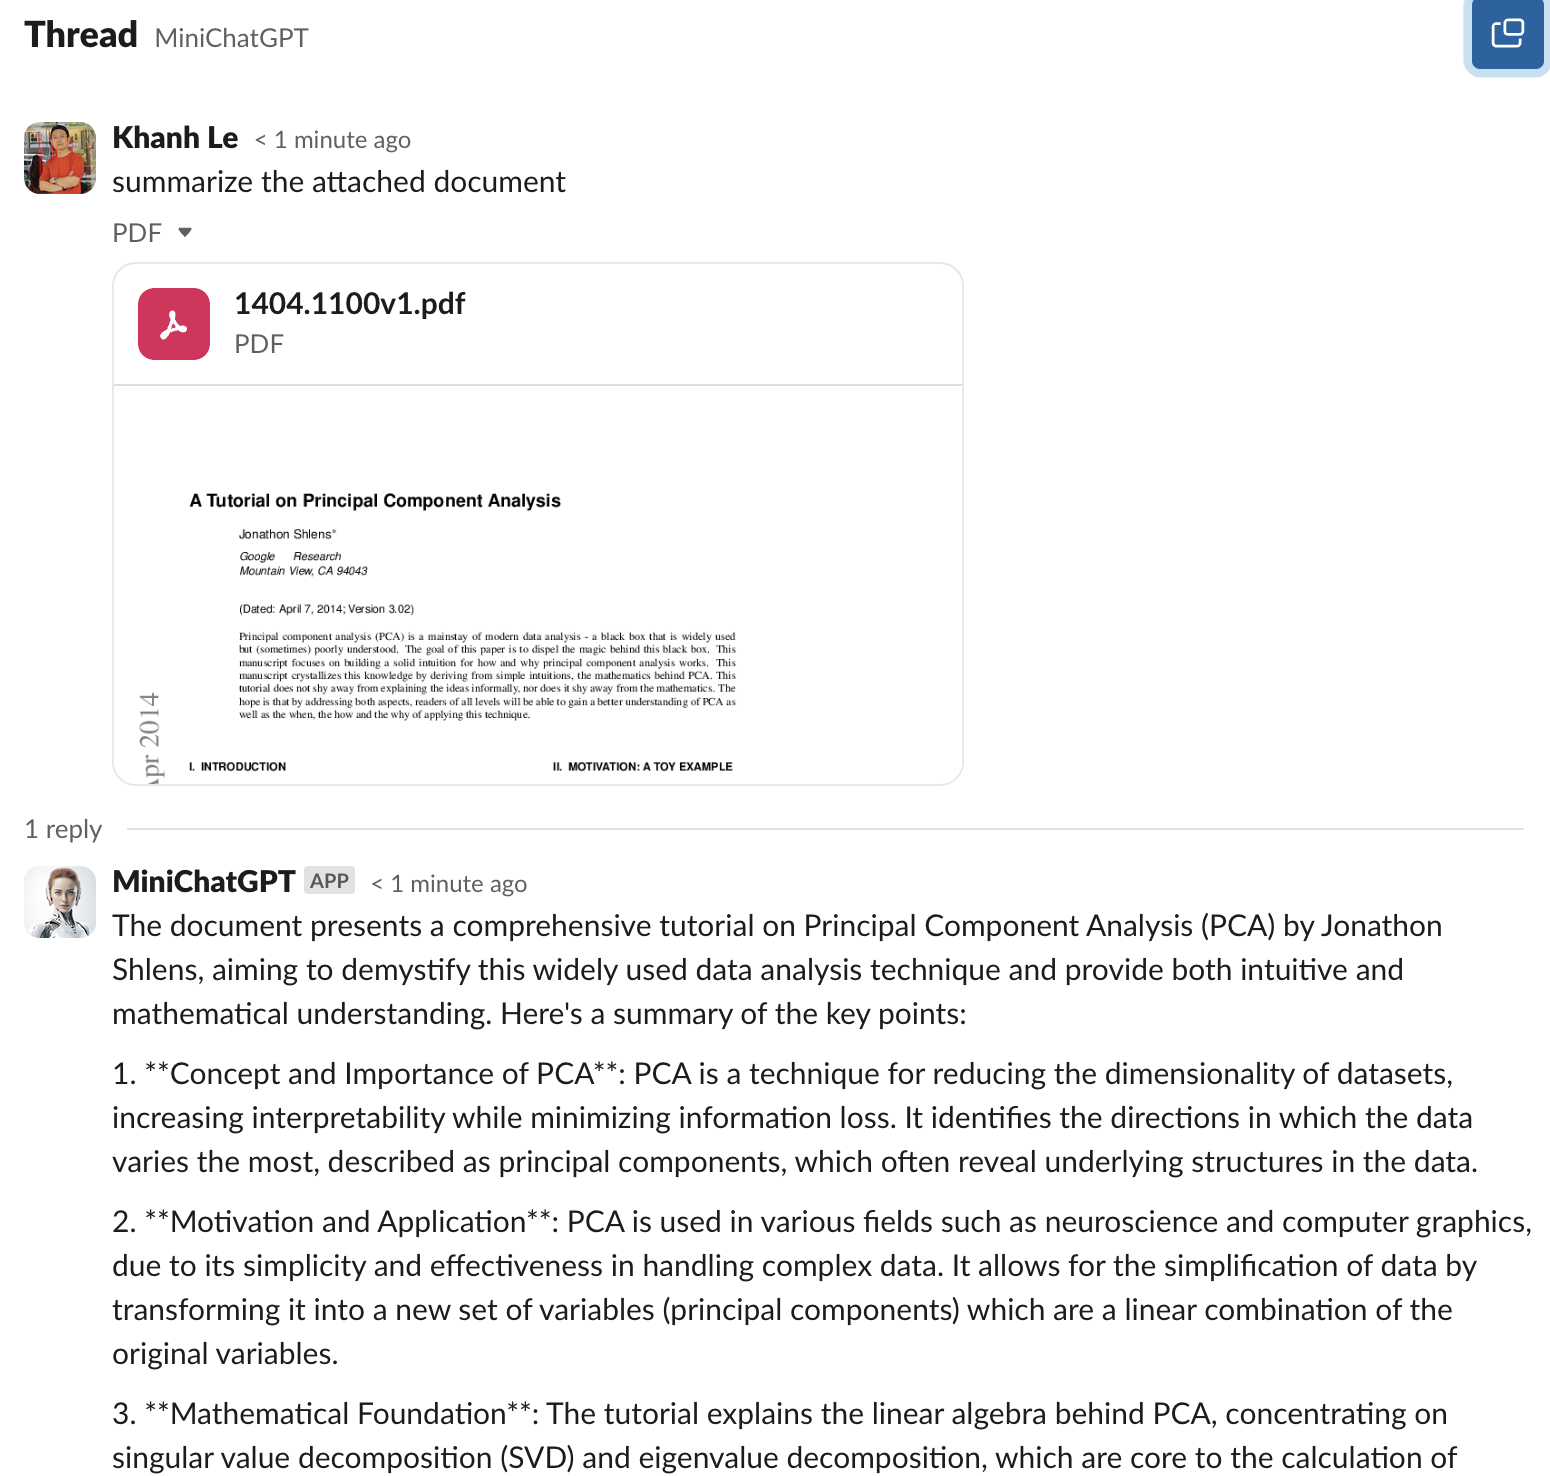 Thread MiniChatGPT
Khanh Le < 1 minute ago
summarize the attached document
PDF
1404.1100v1.pdf
PDF
A Tutorial on Principal Component Analysis
Jonathon Shlens*
Google Research
Mountain View, CA 94043
(Dated: April 7, 2014; Version 3.02)
Principal component analysis (PCA) is a mainstay of modern data analysis - a black box that is widely used
but (sometimes) poorly understood. The goal of this paper is to dispel the magic behind this black box. This
manuscript focuses on building a solid intuition for how and why principal component analysis works. This
manuscript crystallizes this knowledge by deriving from simple intuitions, the mathematics behind PCA. This
tutorial does not shy away from explaining the ideas informally, nor does it shy away from the mathematics. The
hope is that by addressing both aspects, readers of all levels will be able to gain a better understanding of PCA as
well as the when, the how and the why of applying this technique.
Apr 2014
I. INTRODUCTION
II. MOTIVATION: A TOY EXAMPLE
1 reply
MiniChatGPT APP < 1 minute ago
The document presents a comprehensive tutorial on Principal Component Analysis (PCA) by Jonathon
Shlens, aiming to demystify this widely used data analysis technique and provide both intuitive and
mathematical understanding. Here's a summary of the key points:
1. **Concept and Importance of PCA**: PCA is a technique for reducing the dimensionality of datasets,
increasing interpretability while minimizing information loss. It identifies the directions in which the data
varies the most, described as principal components, which often reveal underlying structures in the data.
2. **Motivation and Application**: PCA is used in various fields such as neuroscience and computer graphics,
due to its simplicity and effectiveness in handling complex data. It allows for the simplification of data by
transforming it into a new set of variables (principal components) which are a linear combination of the
original variables.
3. **Mathematical Foundation**: The tutorial explains the linear algebra behind PCA, concentrating on
singular value decomposition (SVD) and eigenvalue decomposition, which are core to the calculation of